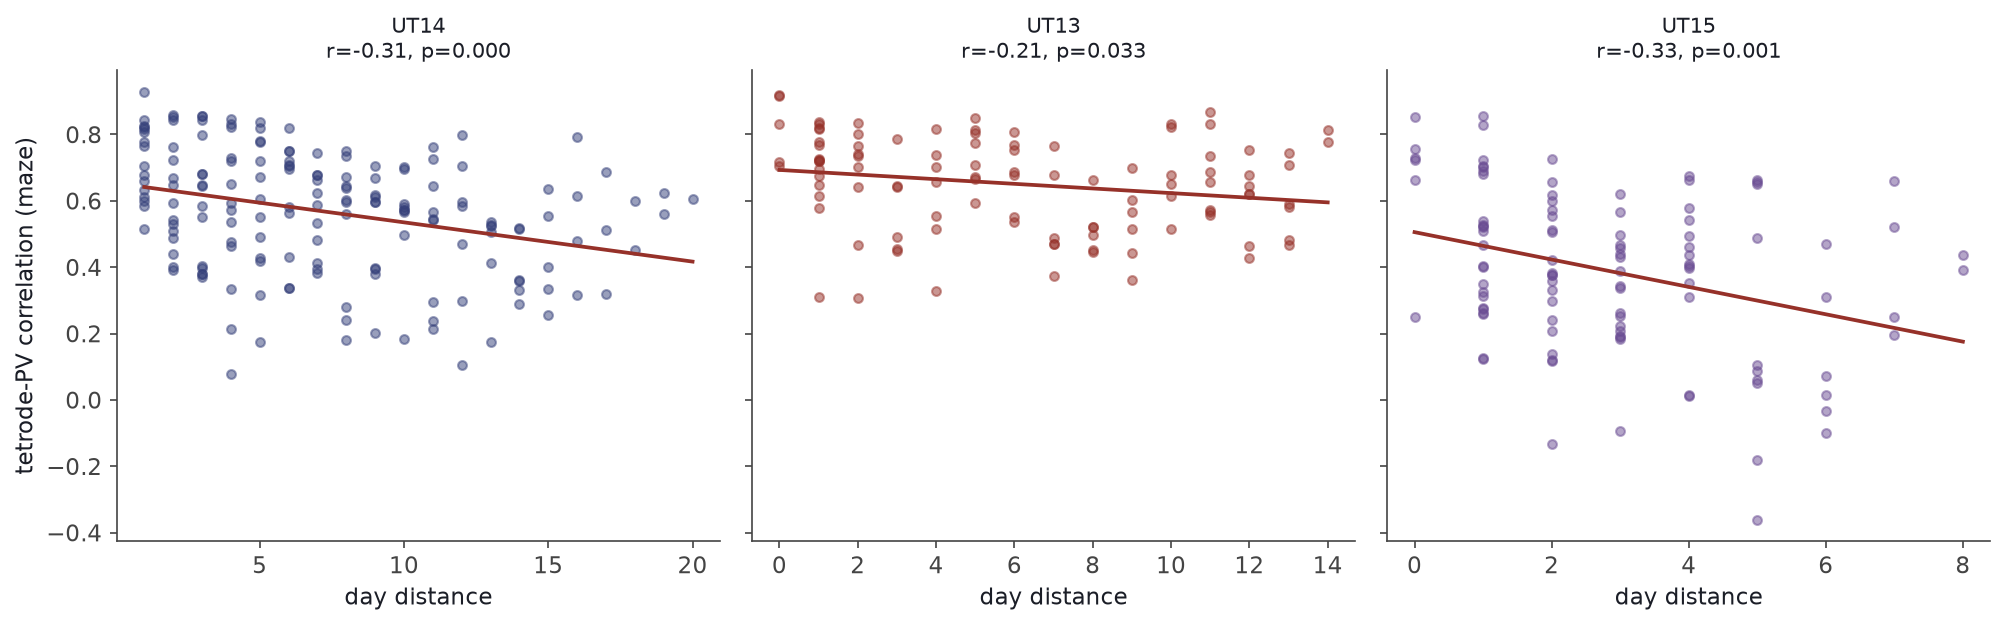 UT14
r=-0.31, p=0.000
UT13
r=-0.21, p=0.033
UT15
r=-0.33, p=0.001
tetrode-PV correlation (maze)
0.8
0.6
0.4
0.2
0.0
−0.2
−0.4
5 10 15 20
0 2 4 6 8 10 12 14
0 2 4 6 8
day distance
day distance
day distance